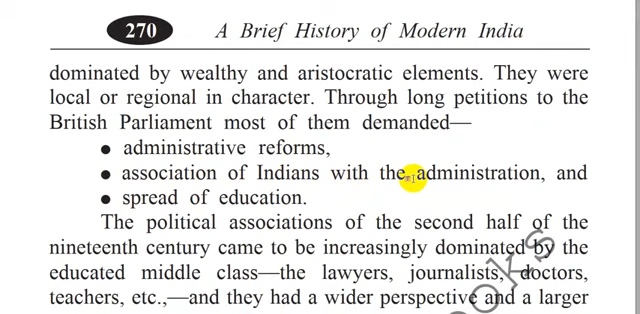 270 A Brief History of Modern India
dominated by wealthy and aristocratic elements. They were
local or regional in character. Through long petitions to the
British Parliament most of them demanded—
● administrative reforms,
● association of Indians with the administration, and
● spread of education.
The political associations of the second half of the
nineteenth century came to be increasingly dominated by the
educated middle class—the lawyers, journalists, doctors,
teachers, etc.,—and they had a wider perspective and a larger
ooks